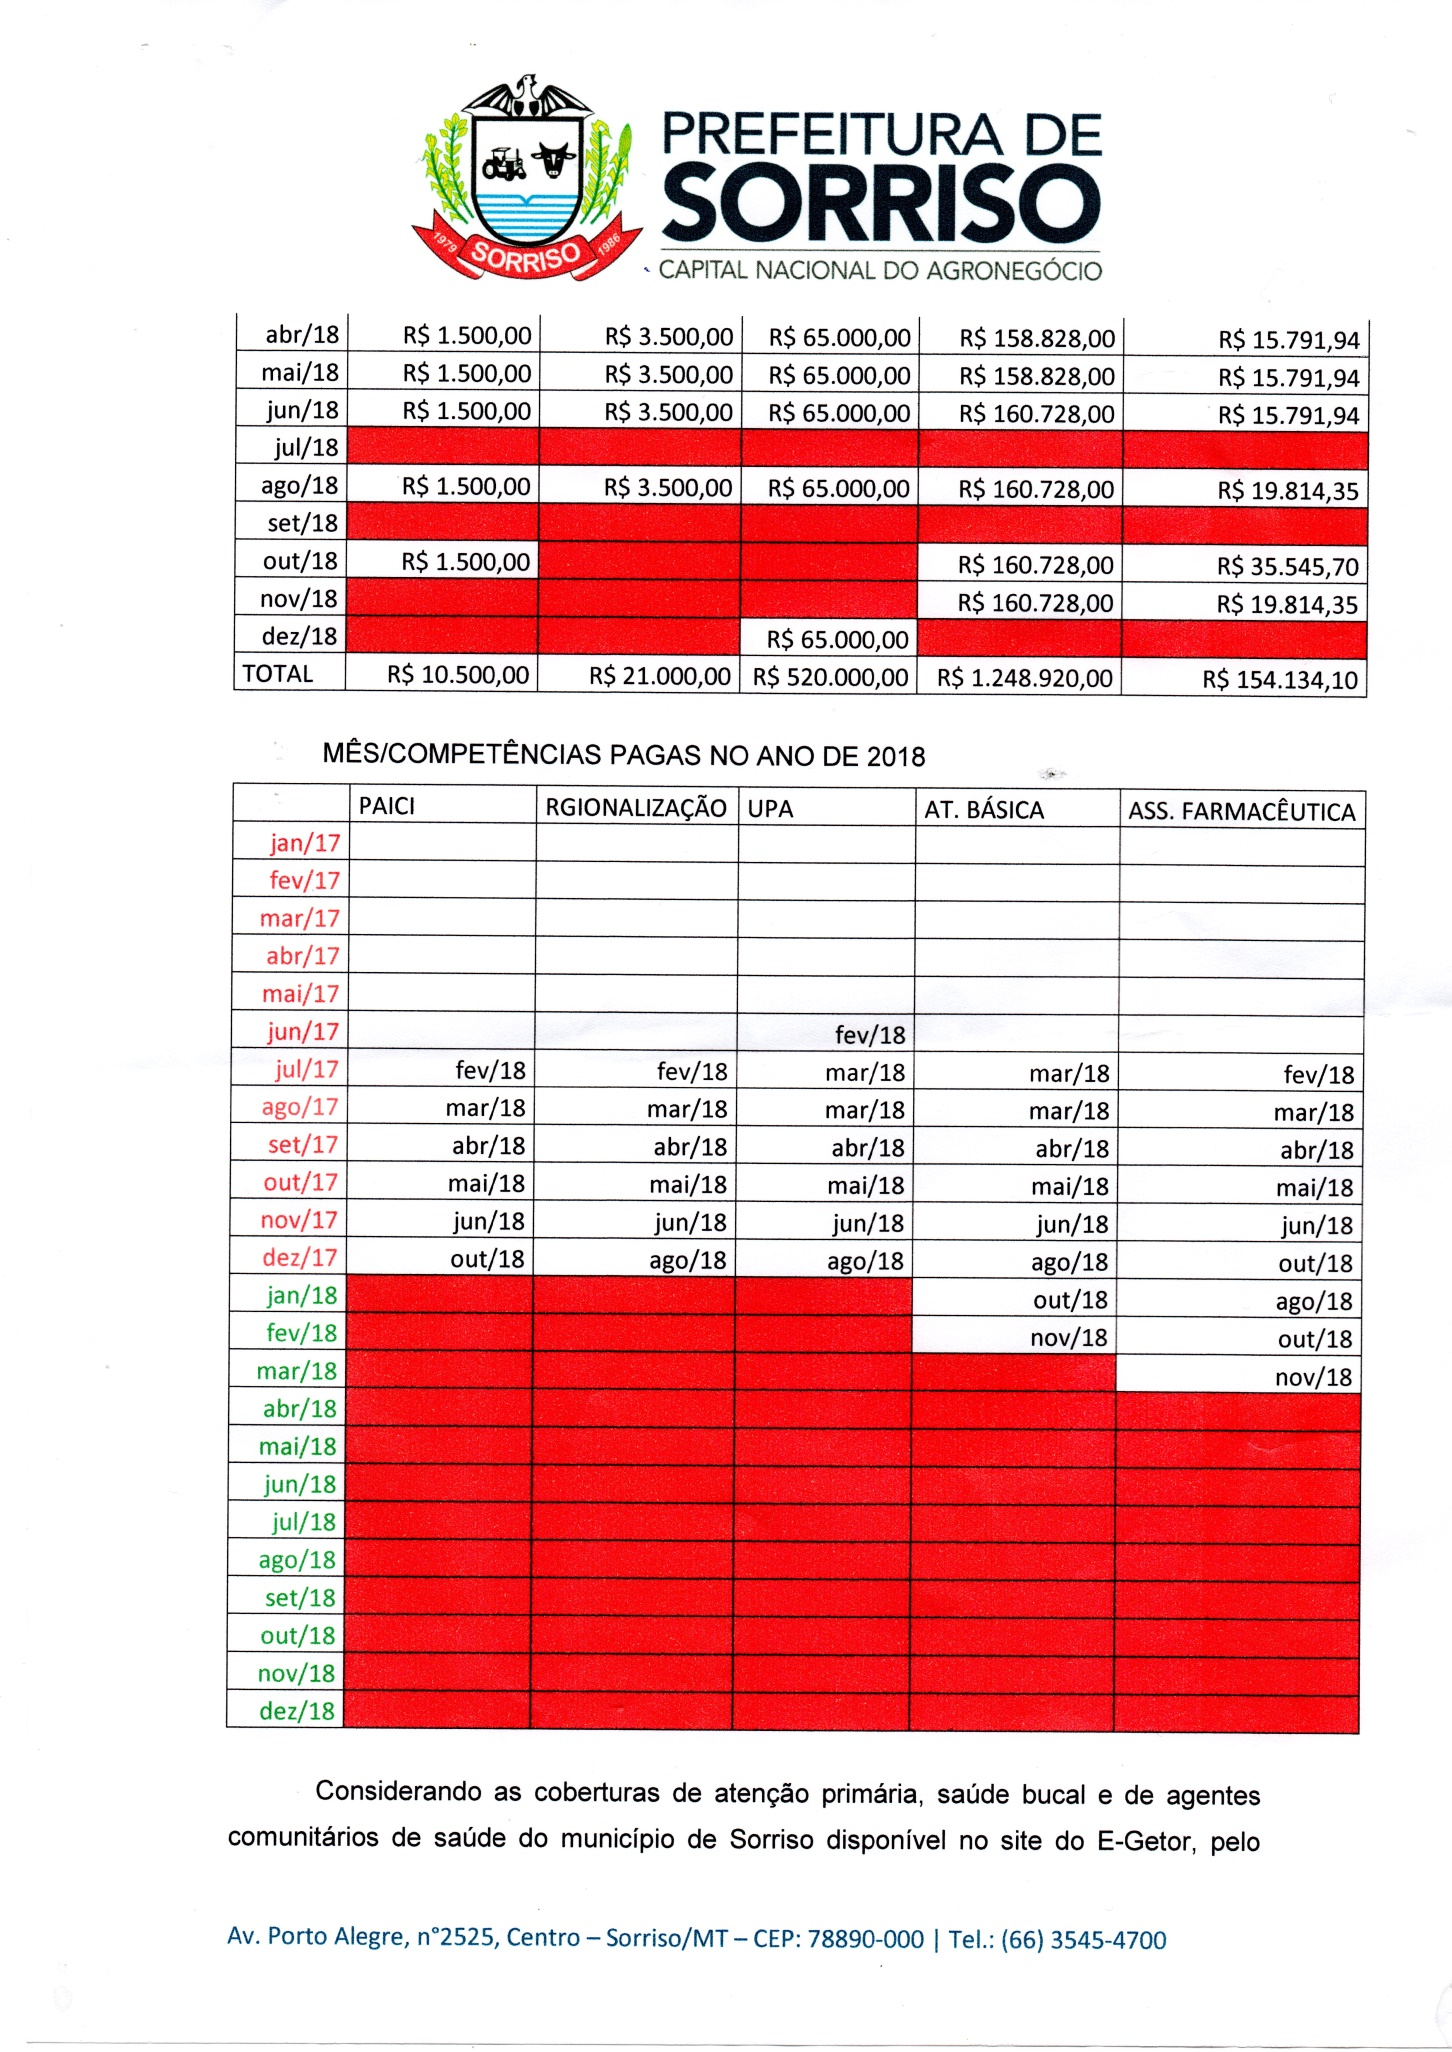 1979 SORRISO 1986
PREFEITURA DE
SORRISO
CAPITAL NACIONAL DO AGRONEGÓCIO
abr/18 R$ 1.500,00 R$ 3.500,00 R$ 65.000,00 R$ 158.828,00 R$ 15.791,94
mai/18 R$ 1.500,00 R$ 3.500,00 R$ 65.000,00 R$ 158.828,00 R$ 15.791,94
jun/18 R$ 1.500,00 R$ 3.500,00 R$ 65.000,00 R$ 160.728,00 R$ 15.791,94
jul/18
ago/18 R$ 1.500,00 R$ 3.500,00 R$ 65.000,00 R$ 160.728,00 R$ 19.814,35
set/18
out/18 R$ 1.500,00 R$ 160.728,00 R$ 35.545,70
nov/18 R$ 160.728,00 R$ 19.814,35
dez/18 R$ 65.000,00
TOTAL R$ 10.500,00 R$ 21.000,00 R$ 520.000,00 R$ 1.248.920,00 R$ 154.134,10
MÊS/COMPETÊNCIAS PAGAS NO ANO DE 2018
PAICI RGIONALIZAÇÃO UPA AT. BÁSICA ASS. FARMACÊUTICA
jan/17
fev/17
mar/17
abr/17
mai/17
jun/17 fev/18
jul/17 fev/18 fev/18 mar/18 mar/18 fev/18
ago/17 mar/18 mar/18 mar/18 mar/18 mar/18
set/17 abr/18 abr/18 abr/18 abr/18 abr/18
out/17 mai/18 mai/18 mai/18 mai/18 mai/18
nov/17 jun/18 jun/18 jun/18 jun/18 jun/18
dez/17 out/18 ago/18 ago/18 ago/18 out/18
jan/18 out/18 ago/18
fev/18 nov/18 out/18
mar/18 nov/18
abr/18
mai/18
jun/18
jul/18
ago/18
set/18
out/18
nov/18
dez/18
Considerando as coberturas de atenção primária, saúde bucal e de agentes
comunitários de saúde do município de Sorriso disponível no site do E-Getor, pelo
Av. Porto Alegre, n°2525, Centro – Sorriso/MT – CEP: 78890-000 | Tel.: (66) 3545-4700